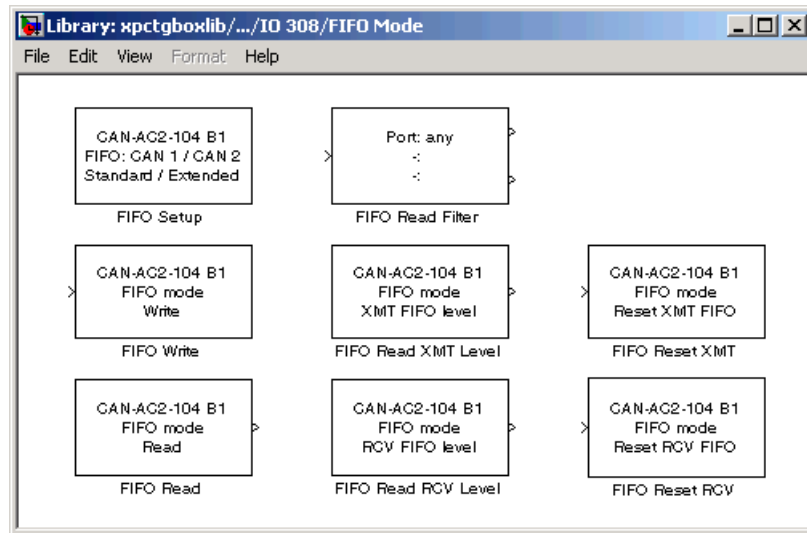 Library: xpctgboxlib/.../IO 308/FIFO Mode
File Edit View Format Help
CAN-AC2-104 B1
FIFO: CAN 1 / CAN 2
Standard / Extended
FIFO Setup
Port: any
-:
-:
FIFO Read Filter
CAN-AC2-104 B1
FIFO mode
Write
FIFO Write
CAN-AC2-104 B1
FIFO mode
XMT FIFO level
FIFO Read XMT Level
CAN-AC2-104 B1
FIFO mode
Reset XMT FIFO
FIFO Reset XMT
CAN-AC2-104 B1
FIFO mode
Read
FIFO Read
CAN-AC2-104 B1
FIFO mode
RCV FIFO level
FIFO Read RCV Level
CAN-AC2-104 B1
FIFO mode
Reset RCV FIFO
FIFO Reset RCV